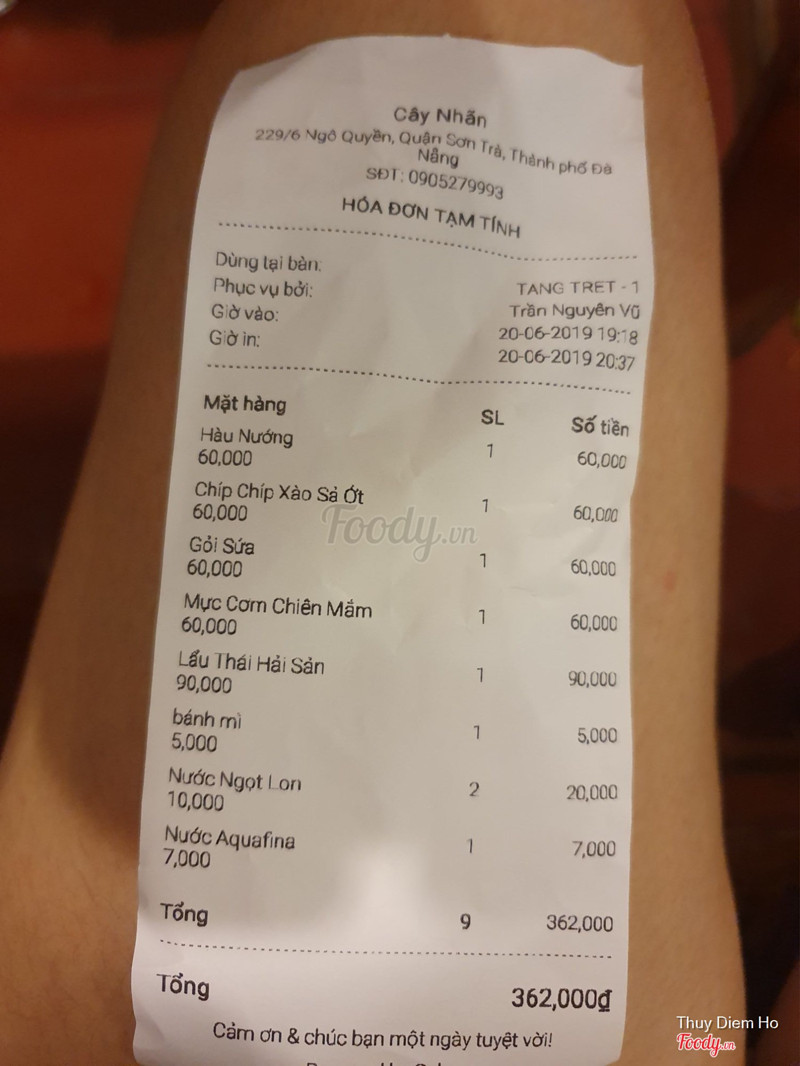 Cây Nhãn
229/6 Ngô Quyền, Quận Sơn Trà, Thành phố Đà
Nẵng
SĐT: 0905279993
HÓA ĐƠN TẠM TÍNH
Dùng tại bàn: TANG TRET - 1
Phục vụ bởi: Trần Nguyên Vũ
Giờ vào: 20-06-2019 19:18
Giờ in: 20-06-2019 20:37
Mặt hàng SL Số tiền
Hàu Nướng
60,000 1 60,000
Chíp Chíp Xào Sả Ớt
60,000 1 60,000
Foody.vn
Gỏi Sứa
60,000 1 60,000
Mực Cơm Chiên Mắm
60,000 1 60,000
Lẩu Thái Hải Sản
90,000 1 90,000
bánh mì
5,000 1 5,000
Nước Ngọt Lon
10,000 2 20,000
Nước Aquafina
7,000 1 7,000
Tổng 9 362,000
Tổng 362,000₫
Cảm ơn & chúc bạn một ngày tuyệt vời!
Thuy Diem Ho
Foody.vn